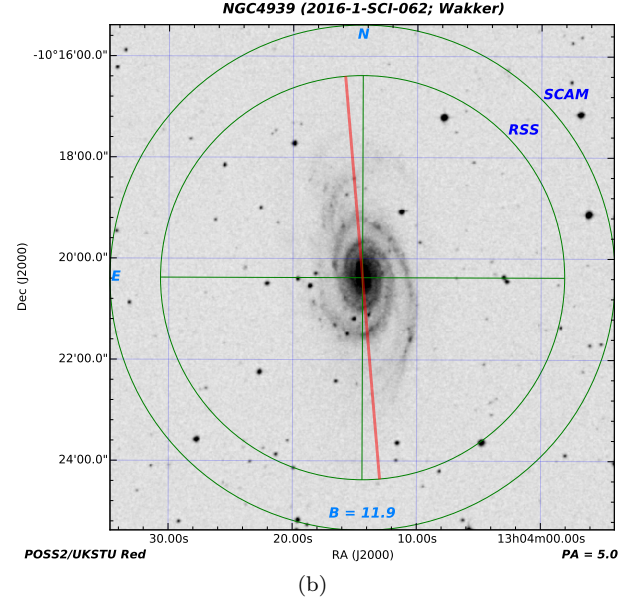 NGC4939 (2016-1-SCI-062; Wakker)
N
-10°16'00.0"
SCAM
RSS
18'00.0"
20'00.0"
E
Dec (J2000)
22'00.0"
24'00.0"
B = 11.9
30.00s
20.00s
10.00s
13h04m00.00s
POSS2/UKSTU Red
RA (J2000)
PA = 5.0
(b)